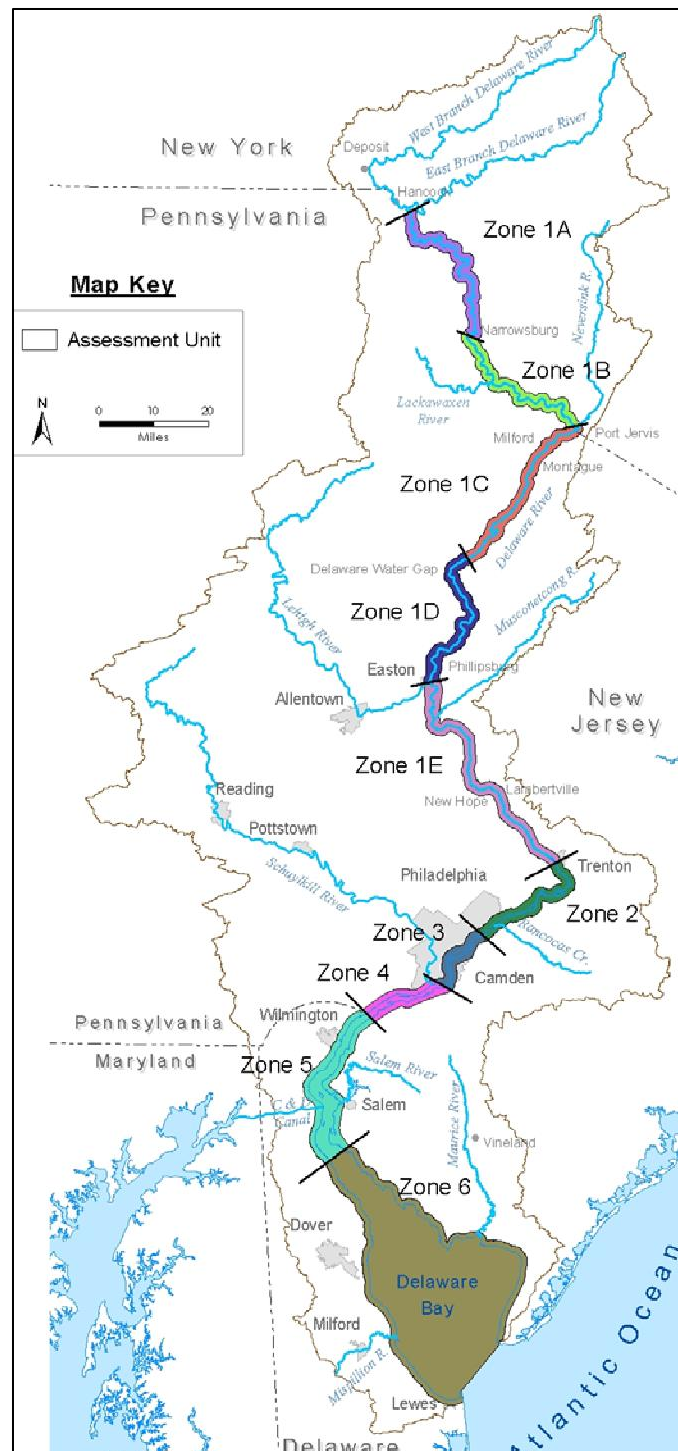 West Branch Delaware River
New York
Deposit
East Branch Delaware River
Hancock
Pennsylvania
Zone 1A
Map Key
Neversink R.
Assessment Unit
Narrowsburg
Zone 1B
N
0 10 20
Miles
Lackawaxen
River
Milford
Port Jervis
Montague
Zone 1C
Delaware River
Delaware Water Gap
Musconetcong R.
Zone 1D
Lehigh River
Easton
Phillipsburg
Allentown
New
Jersey
Zone 1E
Reading
Lambertville
New Hope
Pottstown
Philadelphia
Trenton
Schuylkill River
Zone 2
Zone 3
Rancocas Cr.
Zone 4
Camden
Wilmington
Pennsylvania
Maryland
Zone 5
Salem River
C & D
Canal
Salem
Maurice River
Vineland
Zone 6
Dover
Delaware
Bay
Milford
Mispillion R.
Lewes
Atlantic Ocean
Delaware